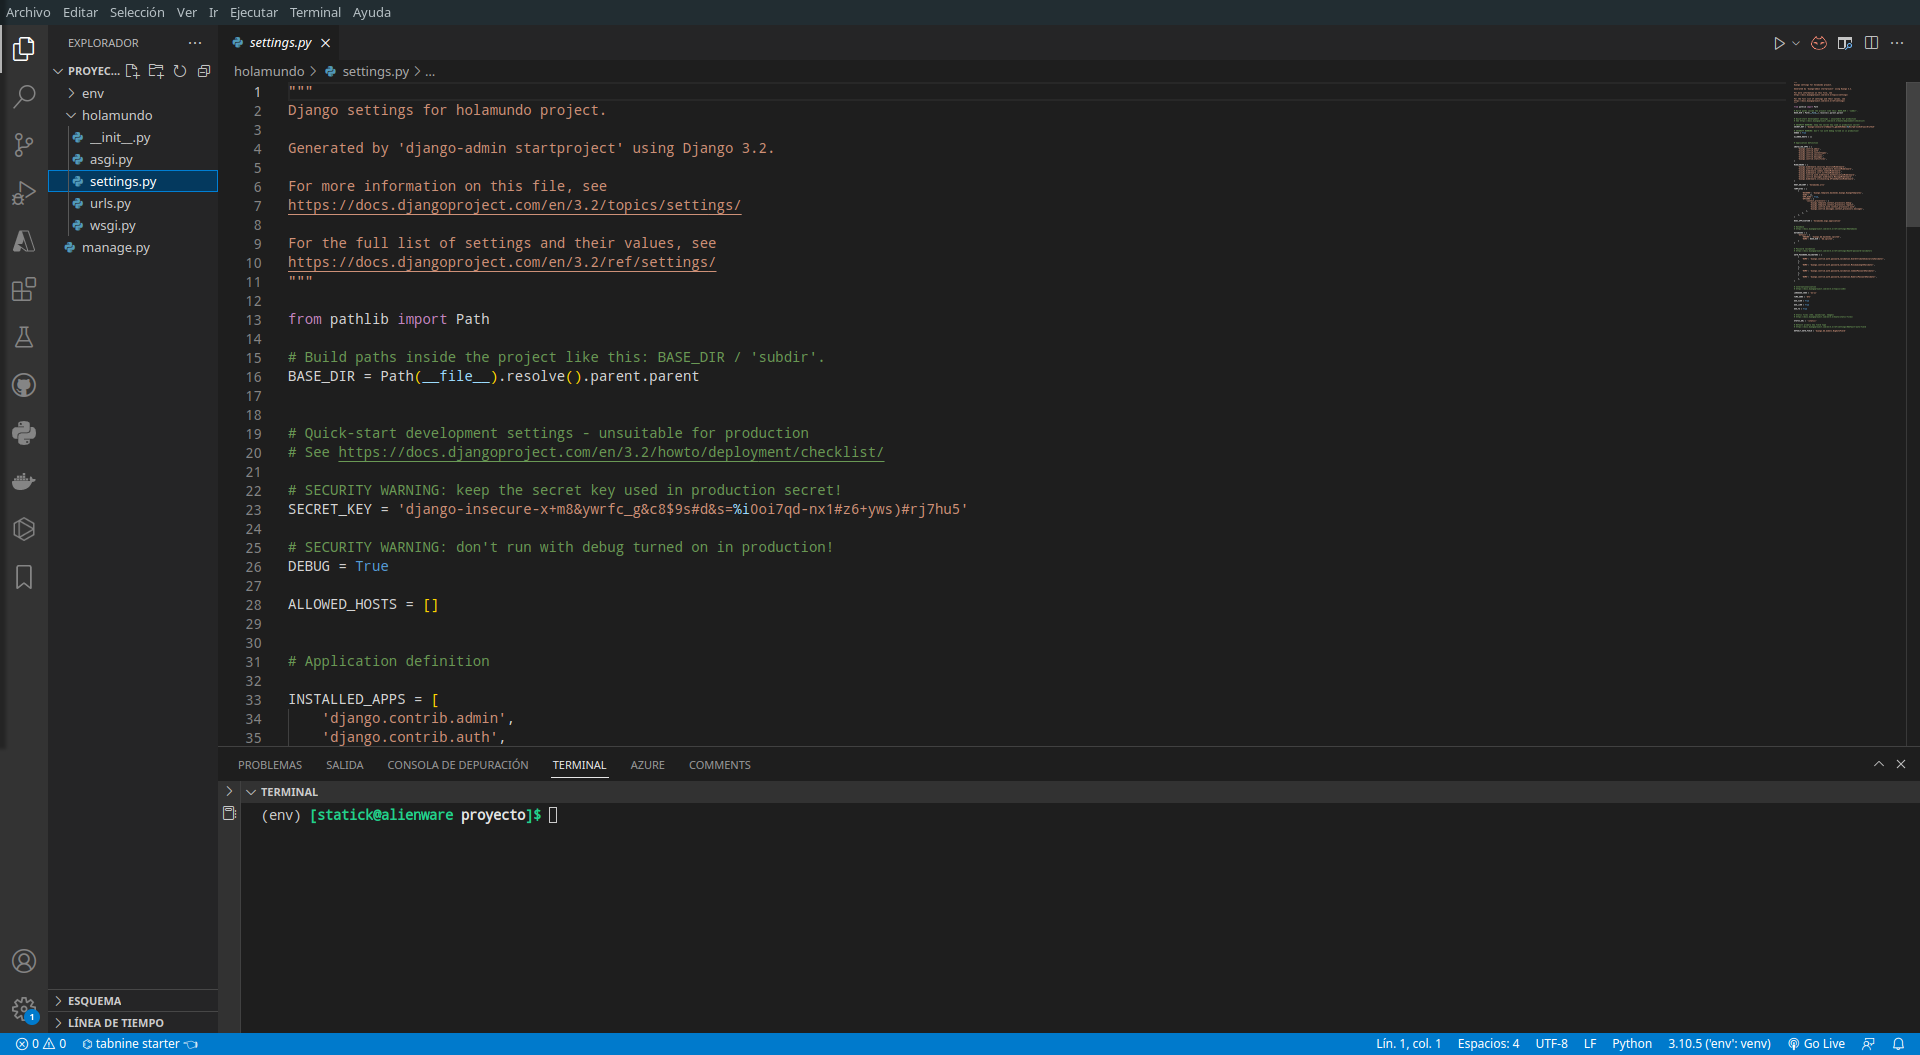 Archivo Editar Selección Ver Ir Ejecutar Terminal Ayuda
EXPLORADOR
PROYEC...
env
holamundo
__init__.py
asgi.py
settings.py
urls.py
wsgi.py
manage.py
ESQUEMA
LÍNEA DE TIEMPO
settings.py
holamundo > settings.py > ...
1 """
2 Django settings for holamundo project.
3
4 Generated by 'django-admin startproject' using Django 3.2.
5
6 For more information on this file, see
7 https://docs.djangoproject.com/en/3.2/topics/settings/
8
9 For the full list of settings and their values, see
10 https://docs.djangoproject.com/en/3.2/ref/settings/
11 """
12
13 from pathlib import Path
14
15 # Build paths inside the project like this: BASE_DIR / 'subdir'.
16 BASE_DIR = Path(__file__).resolve().parent.parent
17
18
19 # Quick-start development settings - unsuitable for production
20 # See https://docs.djangoproject.com/en/3.2/howto/deployment/checklist/
21
22 # SECURITY WARNING: keep the secret key used in production secret!
23 SECRET_KEY = 'django-insecure-x+m8&ywrfc_g&c8$9s#d&s=%i0oi7qd-nx1#z6+yws)#rj7hu5'
24
25 # SECURITY WARNING: don't run with debug turned on in production!
26 DEBUG = True
27
28 ALLOWED_HOSTS = []
29
30
31 # Application definition
32
33 INSTALLED_APPS = [
34 'django.contrib.admin',
35 'django.contrib.auth',
PROBLEMAS SALIDA CONSOLA DE DEPURACIÓN TERMINAL AZURE COMMENTS
TERMINAL
(env) [statick@alienware proyecto]$
1
0 0 tabnine starter Lín. 1, col. 1 Espacios: 4 UTF-8 LF Python 3.10.5 ('env': venv) Go Live